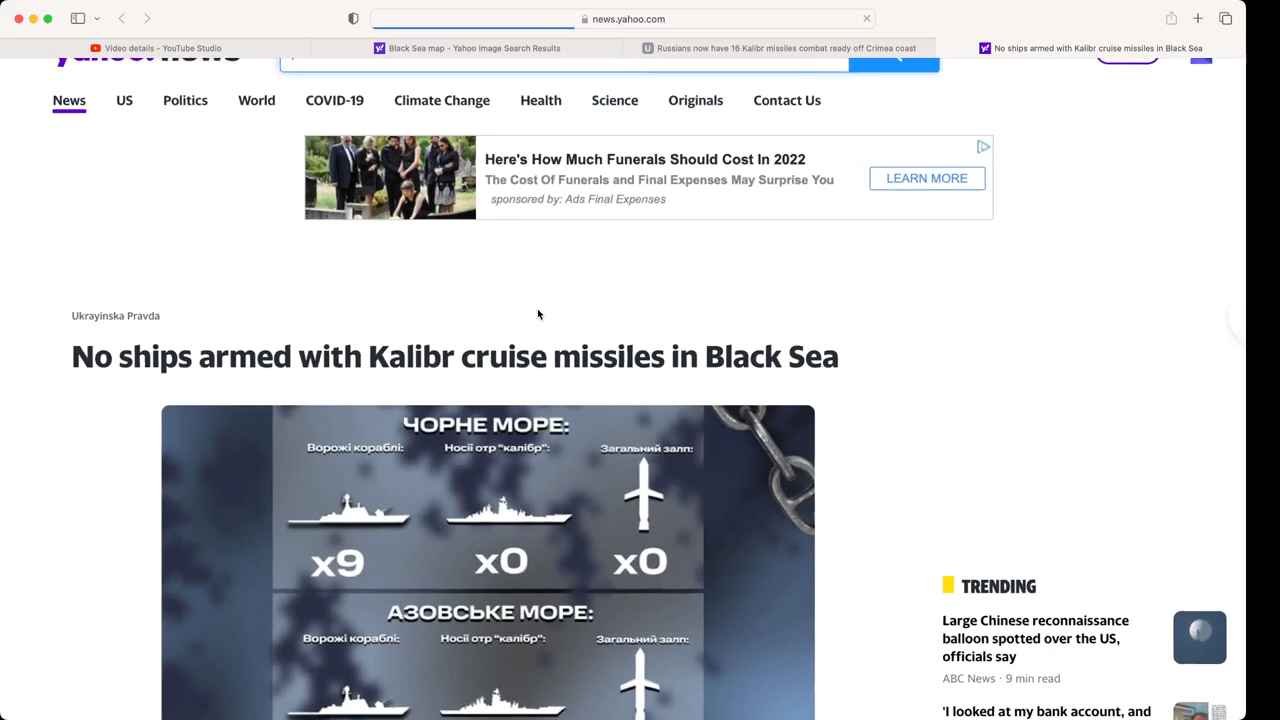 news.yahoo.com
Video details - YouTube Studio
Black Sea map - Yahoo Image Search Results
Russians now have 16 Kalibr missiles combat ready off Crimea coast
No ships armed with Kalibr cruise missiles in Black Sea
News US Politics World COVID-19 Climate Change Health Science Originals Contact Us
Here's How Much Funerals Should Cost In 2022
The Cost Of Funerals and Final Expenses May Surprise You
sponsored by: Ads Final Expenses
LEARN MORE
Ukrayinska Pravda
No ships armed with Kalibr cruise missiles in Black Sea
ЧОРНЕ МОРЕ:
Ворожі кораблі: Носії отр "калібр": Загальний залп:
x9 x0 x0
АЗОВСЬКЕ МОРЕ:
Ворожі кораблі: Носії отр "калібр": Загальний залп:
TRENDING
Large Chinese reconnaissance
balloon spotted over the US,
officials say
ABC News · 9 min read
'I looked at my bank account, and